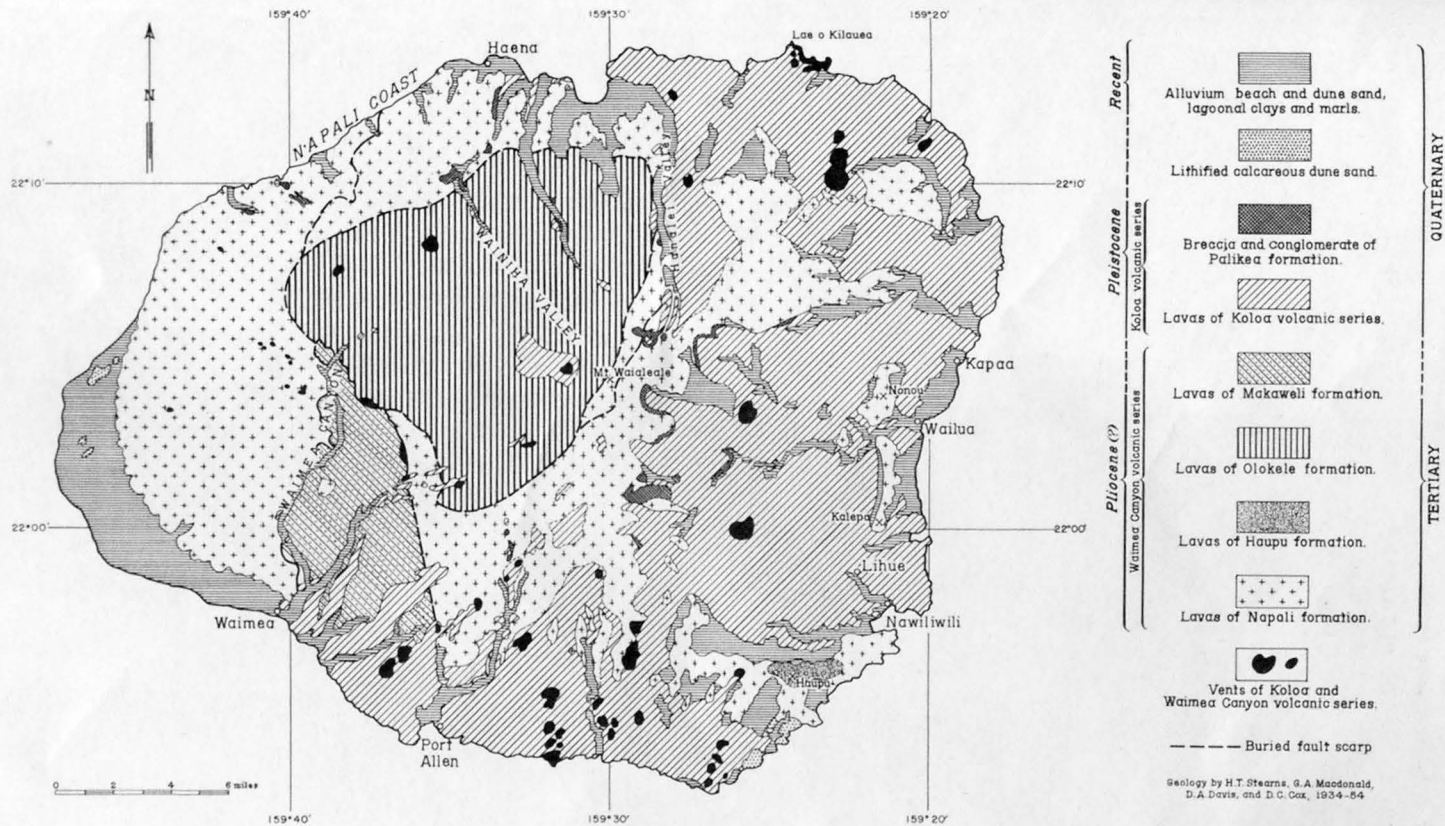 159°40'
159°30'
159°20'
N
Haena
Lae o Kilauea
NAPALI COAST
22°10'
22°10'
Hanalei Valley
WAINIHA VALLEY
Mt. Waialeale
WAIMEA CANYON
Kapaa
Nonou
Wailua
Kalepa
22°00'
22°00'
Lihue
Waimea
Nawiliwili
Haupu
Port
Allen
0 2 4 6 miles
159°40'
159°30'
159°20'
Recent
Pleistocene
Koloa volcanic series
Pliocene (?)
Waimea Canyon volcanic series
QUATERNARY
TERTIARY
Alluvium beach and dune sand,
lagoonal clays and marls.
Lithified calcareous dune sand.
Breccia and conglomerate of
Palikea formation.
Lavas of Koloa volcanic series.
Lavas of Makaweli formation.
Lavas of Olokele formation.
Lavas of Haupu formation.
Lavas of Napali formation.
Vents of Koloa and
Waimea Canyon volcanic series.
Buried fault scarp
Geology by H.T. Stearns, G.A. Macdonald,
D.A. Davis, and D.C. Cox, 1934-54